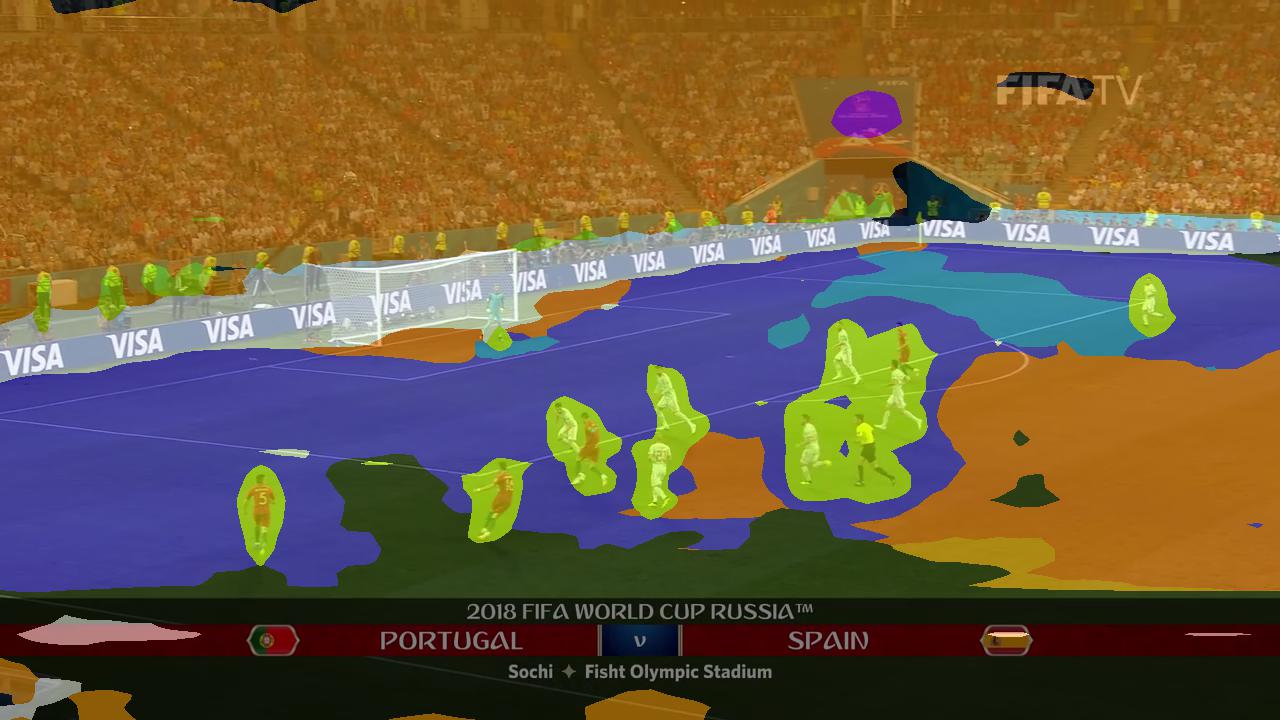 FIFA TV
VISA VISA VISA VISA
VISA VISA VISA VISA VISA VISA VISA VISA
VISA VISA VISA VISA
5
2018 FIFA WORLD CUP RUSSIA™
PORTUGAL v SPAIN
Sochi ✦ Fisht Olympic Stadium